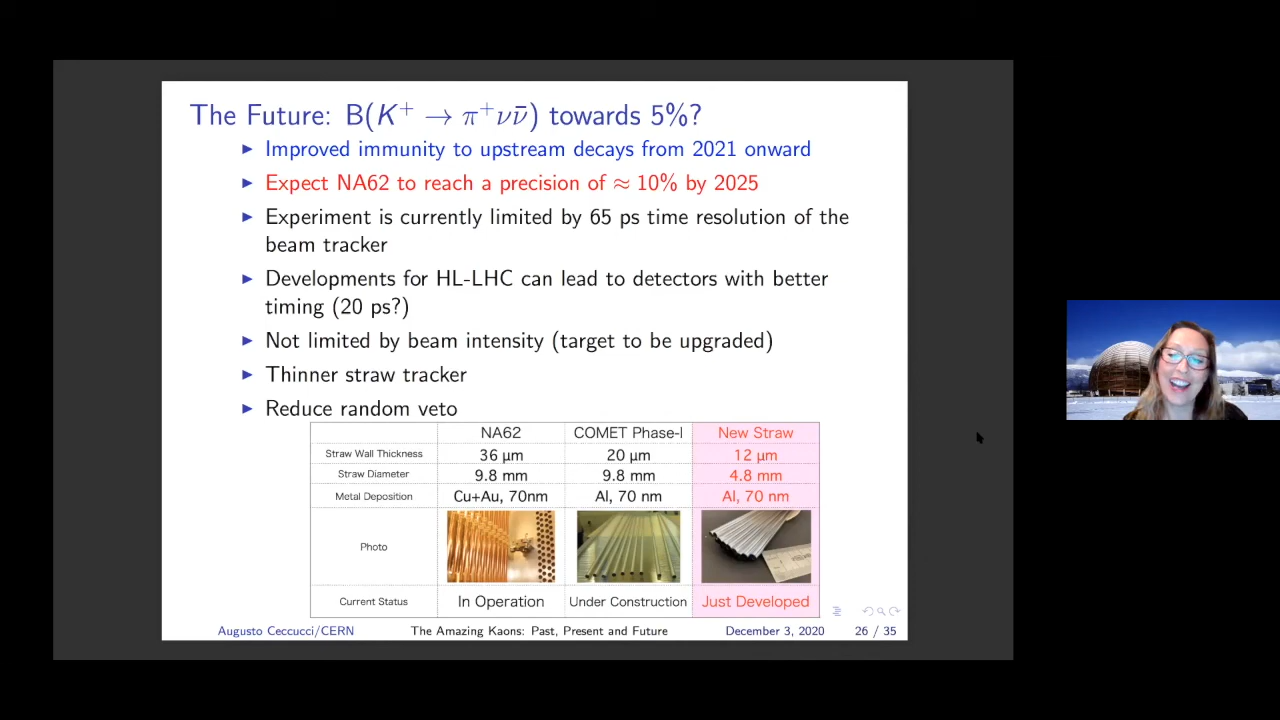 The Future: B(K⁺ → π⁺νν̄) towards 5%?
▶ Improved immunity to upstream decays from 2021 onward
▶ Expect NA62 to reach a precision of ≈ 10% by 2025
▶ Experiment is currently limited by 65 ps time resolution of the
beam tracker
▶ Developments for HL-LHC can lead to detectors with better
timing (20 ps?)
▶ Not limited by beam intensity (target to be upgraded)
▶ Thinner straw tracker
▶ Reduce random veto
NA62 COMET Phase-I New Straw
Straw Wall Thickness 36 μm 20 μm 12 μm
Straw Diameter 9.8 mm 9.8 mm 4.8 mm
Metal Deposition Cu+Au, 70nm Al, 70 nm Al, 70 nm
Photo
Current Status In Operation Under Construction Just Developed
Augusto Ceccucci/CERN The Amazing Kaons: Past, Present and Future December 3, 2020 26 / 35